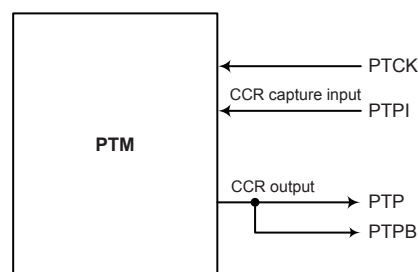 PTCK
CCR capture input
PTPI
PTM
CCR output
PTP
PTPB